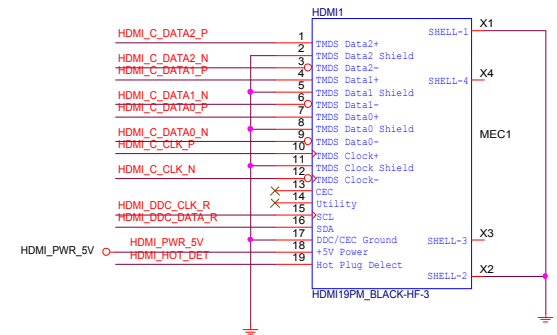 HDMI1
HDMI_C_DATA2_P 1 TMDS Data2+ SHELL-1 X1
2 TMDS Data2 Shield
HDMI_C_DATA2_N 3 TMDS Data2-
HDMI_C_DATA1_P 4 TMDS Data1+ SHELL-4 X4
5 TMDS Data1 Shield
HDMI_C_DATA1_N 6 TMDS Data1-
HDMI_C_DATA0_P 7 TMDS Data0+
8 TMDS Data0 Shield
MEC1
HDMI_C_DATA0_N 9 TMDS Data0-
HDMI_C_CLK_P 10 TMDS Clock+
11 TMDS Clock Shield
HDMI_C_CLK_N 12 TMDS Clock-
13 CEC
14 Utility
HDMI_DDC_CLK_R 15 SCL
HDMI_DDC_DATA_R 16 SDA
17 DDC/CEC Ground SHELL-3 X3
HDMI_PWR_5V HDMI_PWR_5V 18 +5V Power
HDMI_HOT_DET 19 Hot Plug Delect
SHELL-2 X2
HDMI19PM_BLACK-HF-3